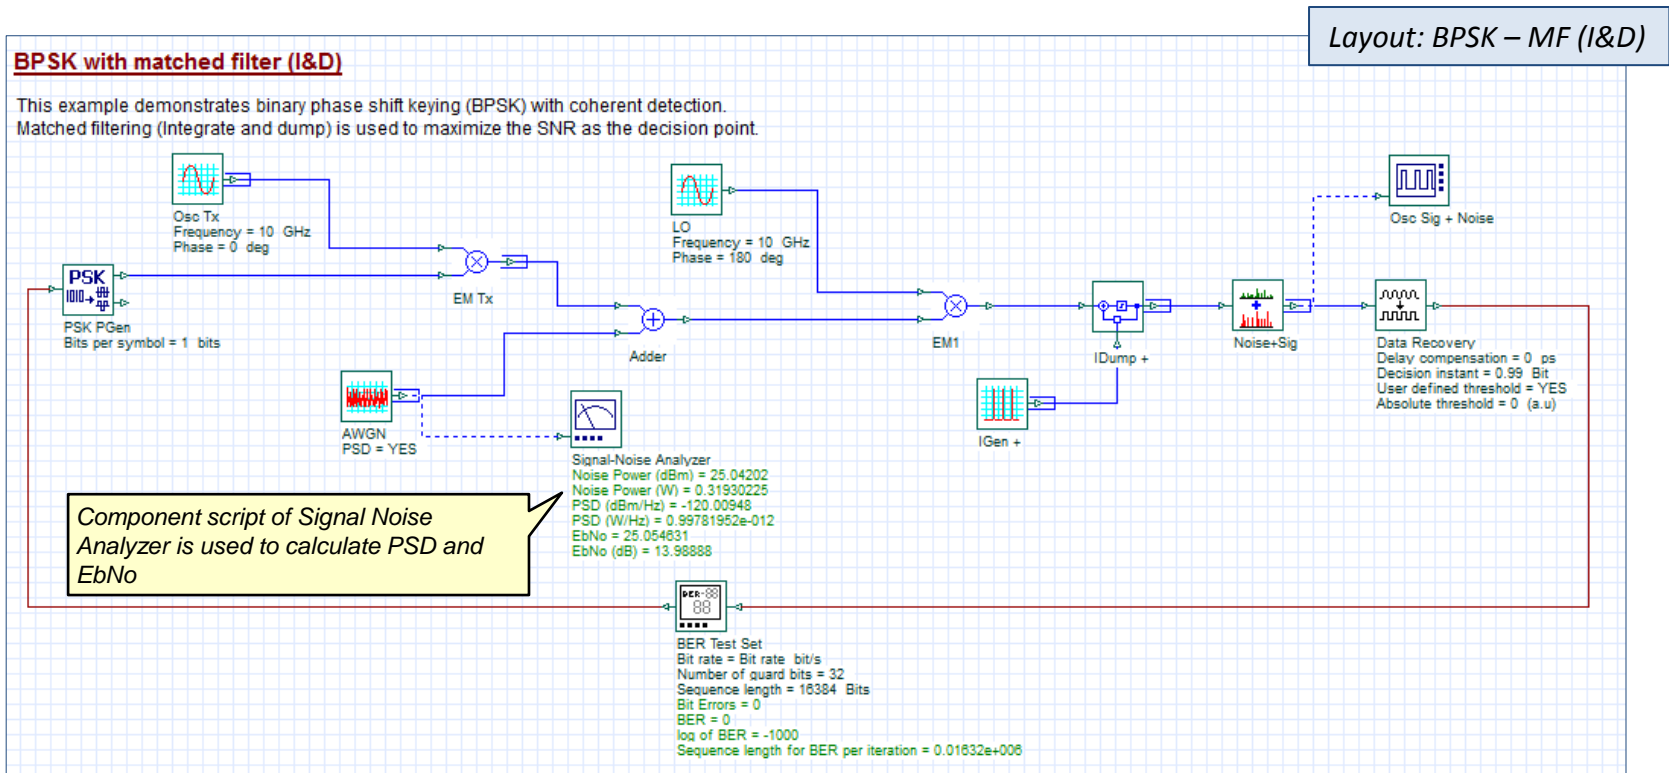 Layout: BPSK – MF (I&D)
BPSK with matched filter (I&D)
This example demonstrates binary phase shift keying (BPSK) with coherent detection.
Matched filtering (Integrate and dump) is used to maximize the SNR as the decision point.
Osc Tx
Frequency = 10 GHz
Phase = 0 deg
LO
Frequency = 10 GHz
Phase = 180 deg
Osc Sig + Noise
PSK
1010
PSK PGen
Bits per symbol = 1 bits
EM Tx
Adder
EM1
IDump +
Noise+Sig
Data Recovery
Delay compensation = 0 ps
Decision instant = 0.99 Bit
User defined threshold = YES
Absolute threshold = 0 (a.u)
AWGN
PSD = YES
IGen +
Signal-Noise Analyzer
Noise Power (dBm) = 25.04202
Noise Power (W) = 0.31930225
PSD (dBm/Hz) = -120.00948
PSD (W/Hz) = 0.99781952e-012
EbNo = 25.054631
EbNo (dB) = 13.98888
Component script of Signal Noise
Analyzer is used to calculate PSD and
EbNo
BER-88
88
BER Test Set
Bit rate = Bit rate bit/s
Number of guard bits = 32
Sequence length = 16384 Bits
Bit Errors = 0
BER = 0
log of BER = -1000
Sequence length for BER per iteration = 0.01632e+006